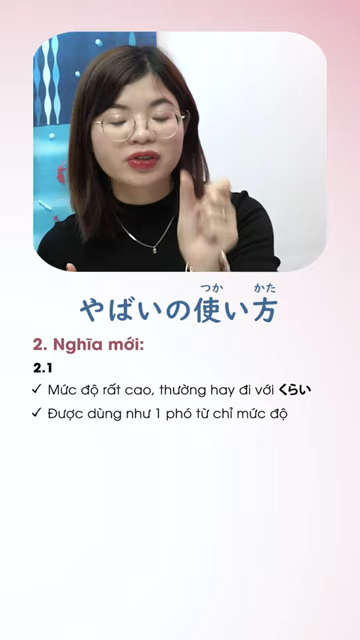 つか かた
やばいの使い方
2. Nghĩa mới:
2.1
✓ Mức độ rất cao, thường hay đi với くらい
✓ Được dùng như 1 phó từ chỉ mức độ